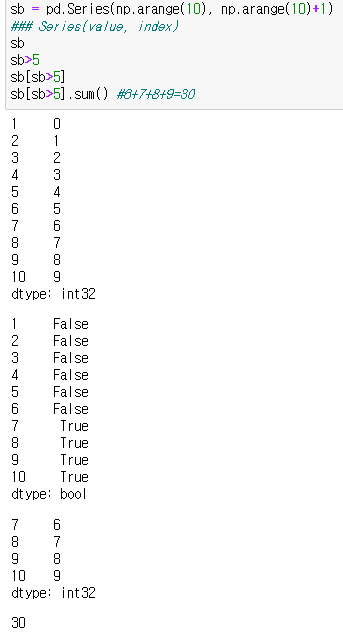 sb = pd.Series(np.arange(10), np.arange(10)+1)
### Series(value, index)
sb
sb>5
sb[sb>5]
sb[sb>5].sum() #6+7+8+9=30
1 0
2 1
3 2
4 3
5 4
6 5
7 6
8 7
9 8
10 9
dtype: int32
1 False
2 False
3 False
4 False
5 False
6 False
7 True
8 True
9 True
10 True
dtype: bool
7 6
8 7
9 8
10 9
dtype: int32
30